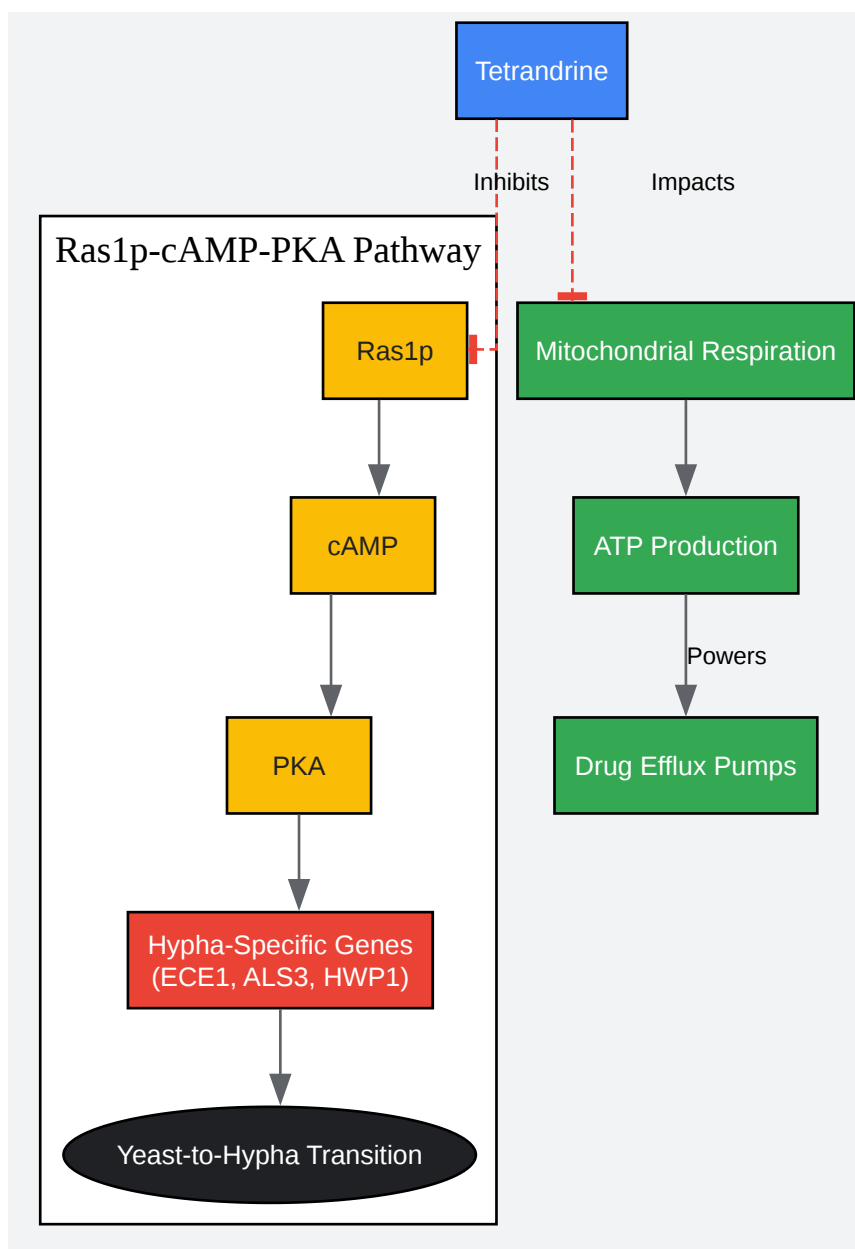 Tetrandrine
Inhibits
Impacts
Ras1p-cAMP-PKA Pathway
Ras1p
Mitochondrial Respiration
cAMP
ATP Production
Powers
PKA
Drug Efflux Pumps
Hypha-Specific Genes
(ECE1, ALS3, HWP1)
Yeast-to-Hypha Transition